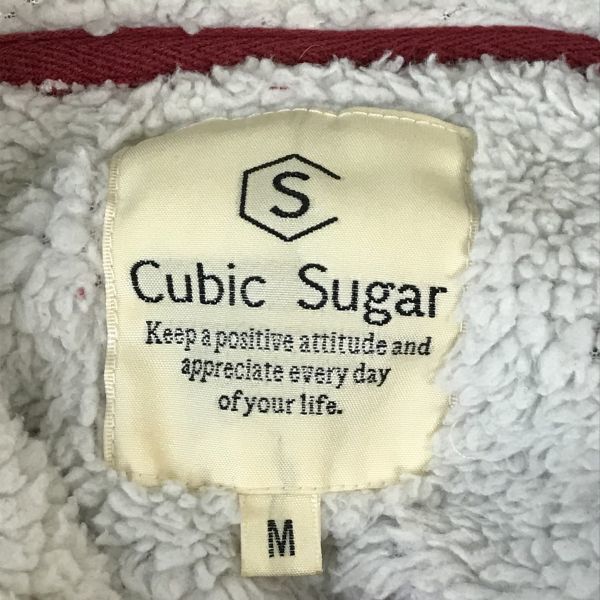 S
Cubic Sugar
Keep a positive attitude and
appreciate every day
of your life.
M